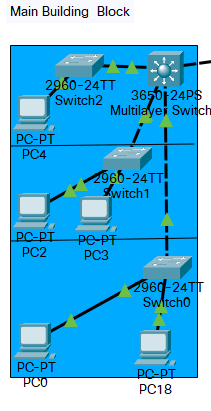 Main Building Block
2960-24TT
Switch2
3650-24PS
Multilayer Switch
PC-PT
PC4
2960-24TT
Switch1
PC-PT
PC2
PC-PT
PC3
2960-24TT
Switch0
PC-PT
PC0
PC-PT
PC18